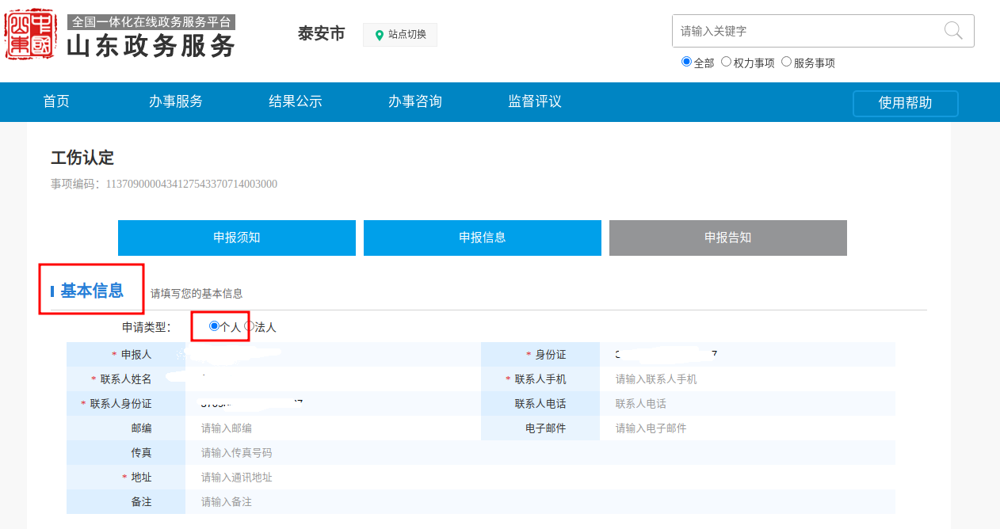 全国一体化在线政务服务平台
山东政务服务
泰安市 站点切换
请输入关键字
全部 权力事项 服务事项
首页 办事服务 结果公示 办事咨询 监督评议 使用帮助
工伤认定
事项编码：1137090000434127543370714003000
申报须知 申报信息 申报告知
基本信息 请填写您的基本信息
申请类型： 个人 法人
* 申报人 * 身份证
* 联系人姓名 * 联系人手机 请输入联系人手机
* 联系人身份证 联系人电话 联系人电话
邮编 请输入邮编 电子邮件 请输入电子邮件
传真 请输入传真号码
* 地址 请输入通讯地址
备注 请输入备注